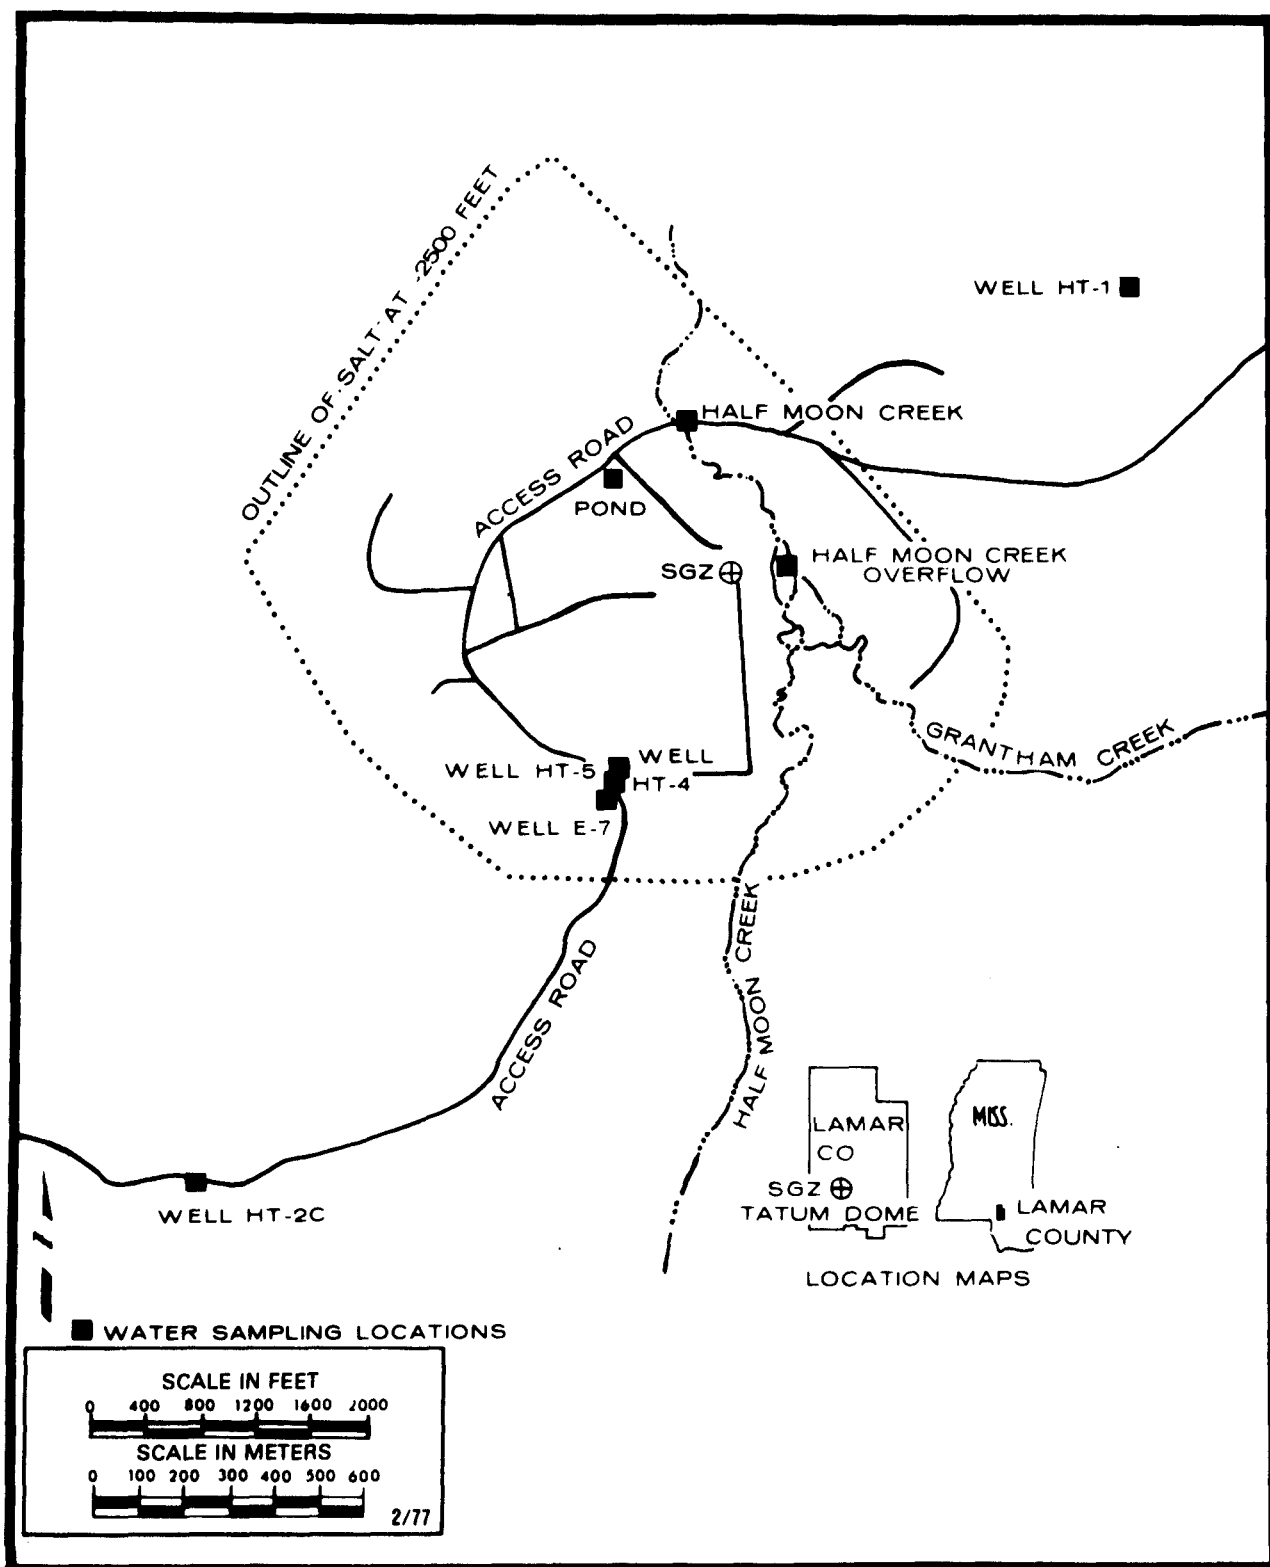 OUTLINE OF SALT AT -2500 FEET
WELL HT-1
HALF MOON CREEK
ACCESS ROAD
POND
HALF MOON CREEK
OVERFLOW
SGZ
GRANTHAM CREEK
WELL HT-5
WELL
HT-4
WELL E-7
HALF MOON CREEK
ACCESS ROAD
HALF MOON CREEK
LAMAR
CO
SGZ
TATUM DOME
MISS.
LAMAR
COUNTY
LOCATION MAPS
WELL HT-2C
N
WATER SAMPLING LOCATIONS
SCALE IN FEET
0 400 800 1200 1600 2000
SCALE IN METERS
0 100 200 300 400 500 600
2/77